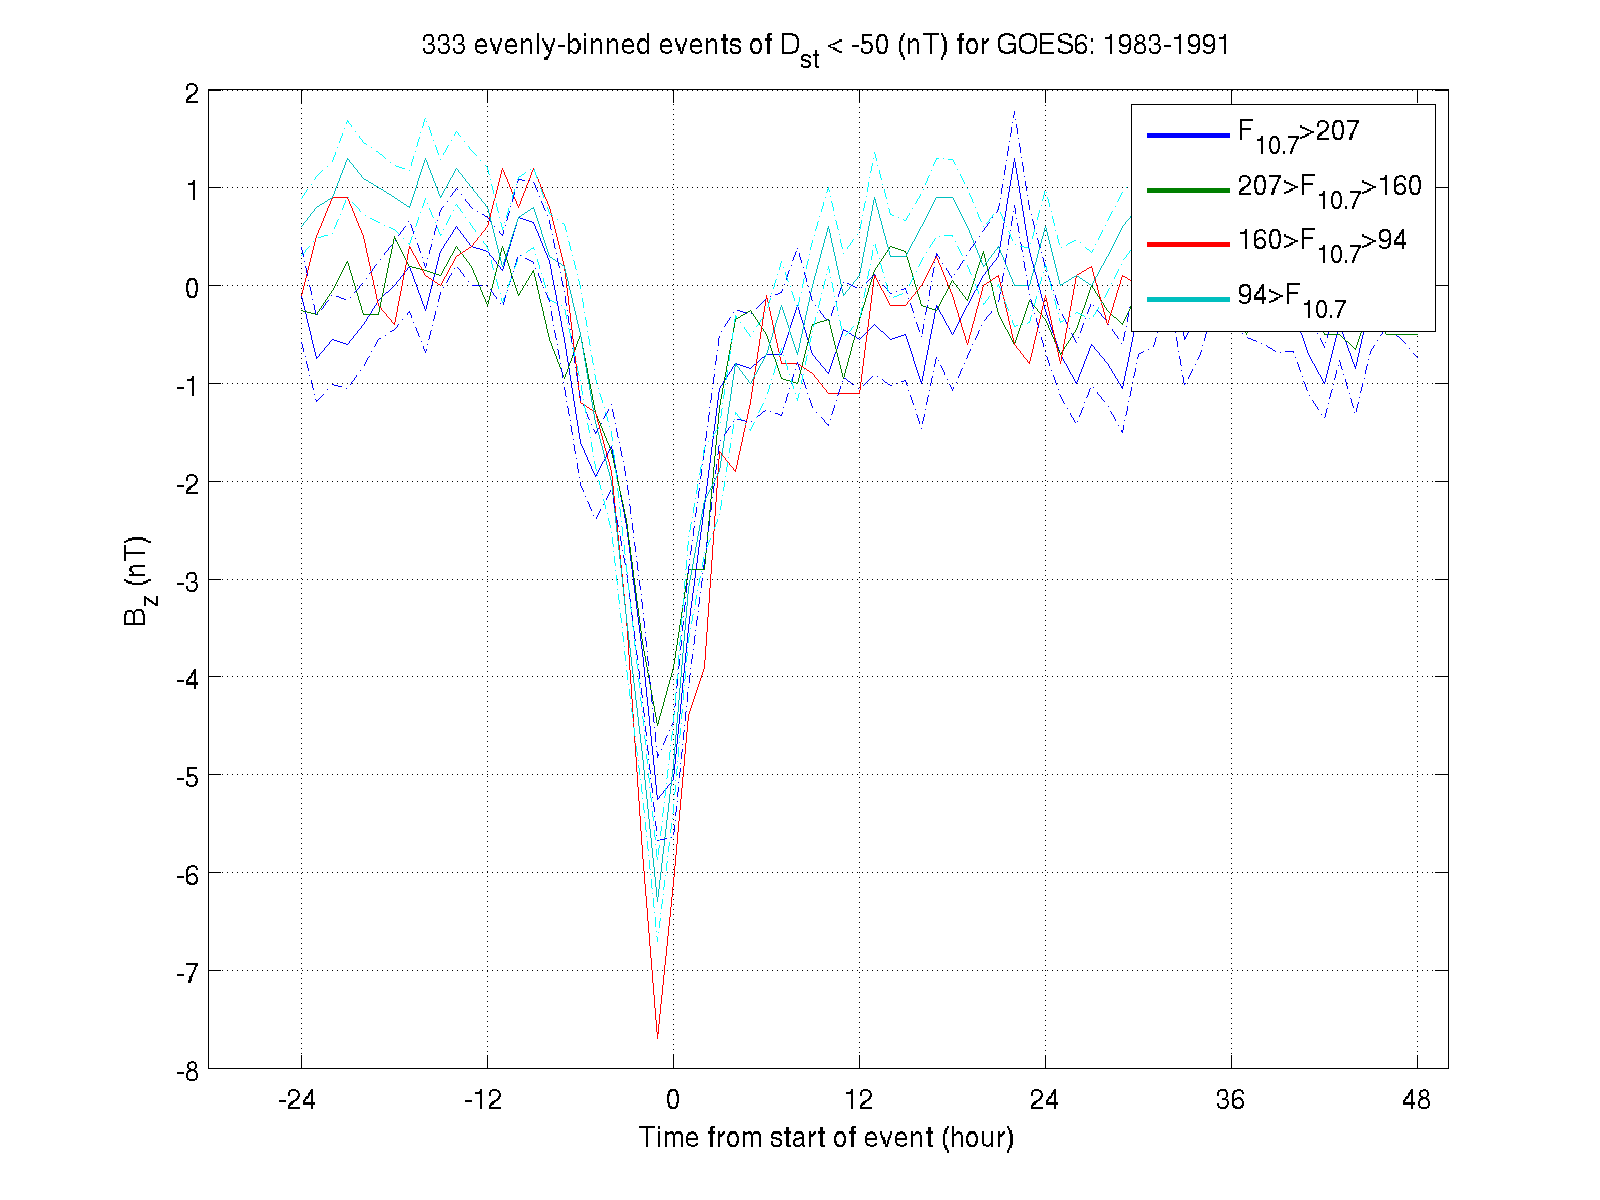 333 evenly-binned events of Dst < -50 (nT) for GOES6: 1983-1991
2
1
0
-1
-2
-3
-4
-5
-6
-7
-8
Bz (nT)
F10.7>207
207>F10.7>160
160>F10.7>94
94>F10.7
-24 -12 0 12 24 36 48
Time from start of event (hour)